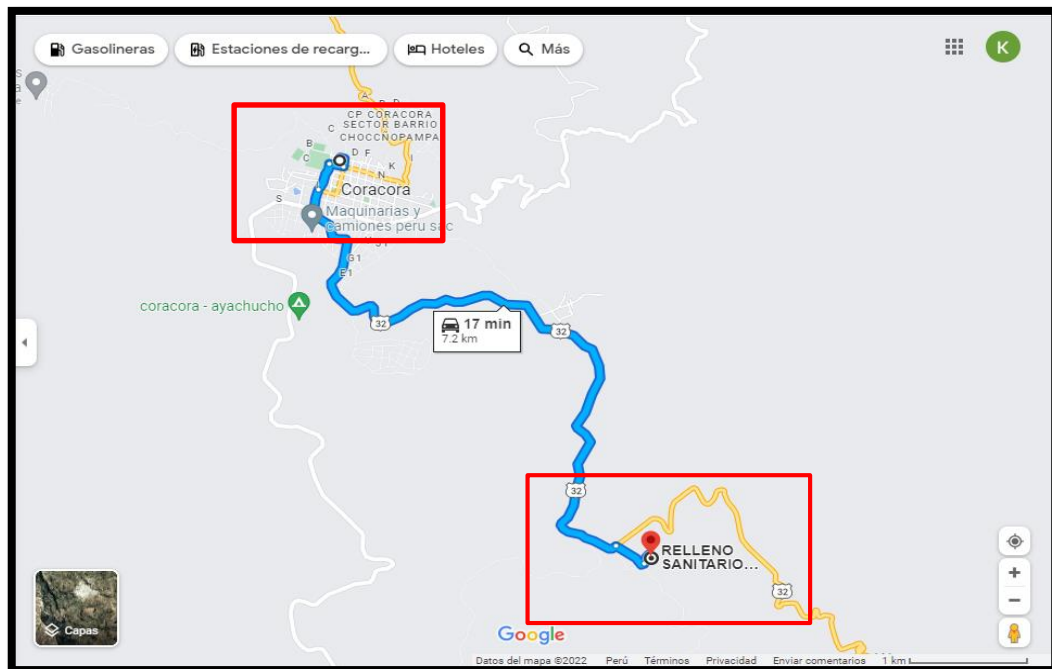 Gasolineras
Estaciones de recarg...
Hoteles
Más
K
S
A
CP CORACORA
C SECTOR BARRIO
CHOCCNOPAMPA
B
C
D F
I
K
N
S
Coracora
Maquinarias y
camiones peru sac
G1
E1
coracora - ayachucho
32
17 min
7.2 km
32
32
RELLENO
SANITARIO...
32
Capas
Google
Datos del mapa ©2022 Perú Términos Privacidad Enviar comentarios 1 km